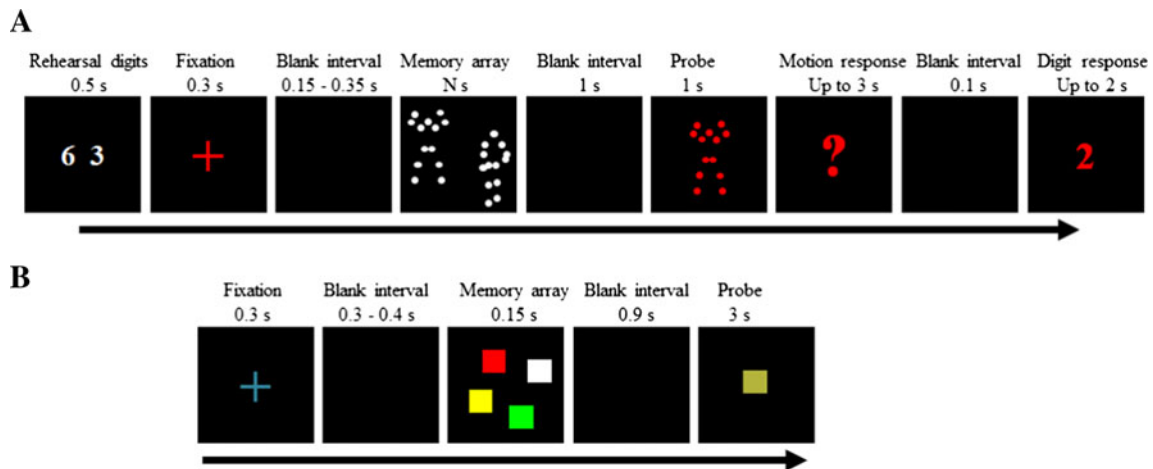 A
Rehearsal digits Fixation Blank interval Memory array Blank interval Probe Motion response Blank interval Digit response
0.5 s 0.3 s 0.15 - 0.35 s N s 1 s 1 s Up to 3 s 0.1 s Up to 2 s
6 3 ? 2
B
Fixation Blank interval Memory array Blank interval Probe
0.3 s 0.3 - 0.4 s 0.15 s 0.9 s 3 s